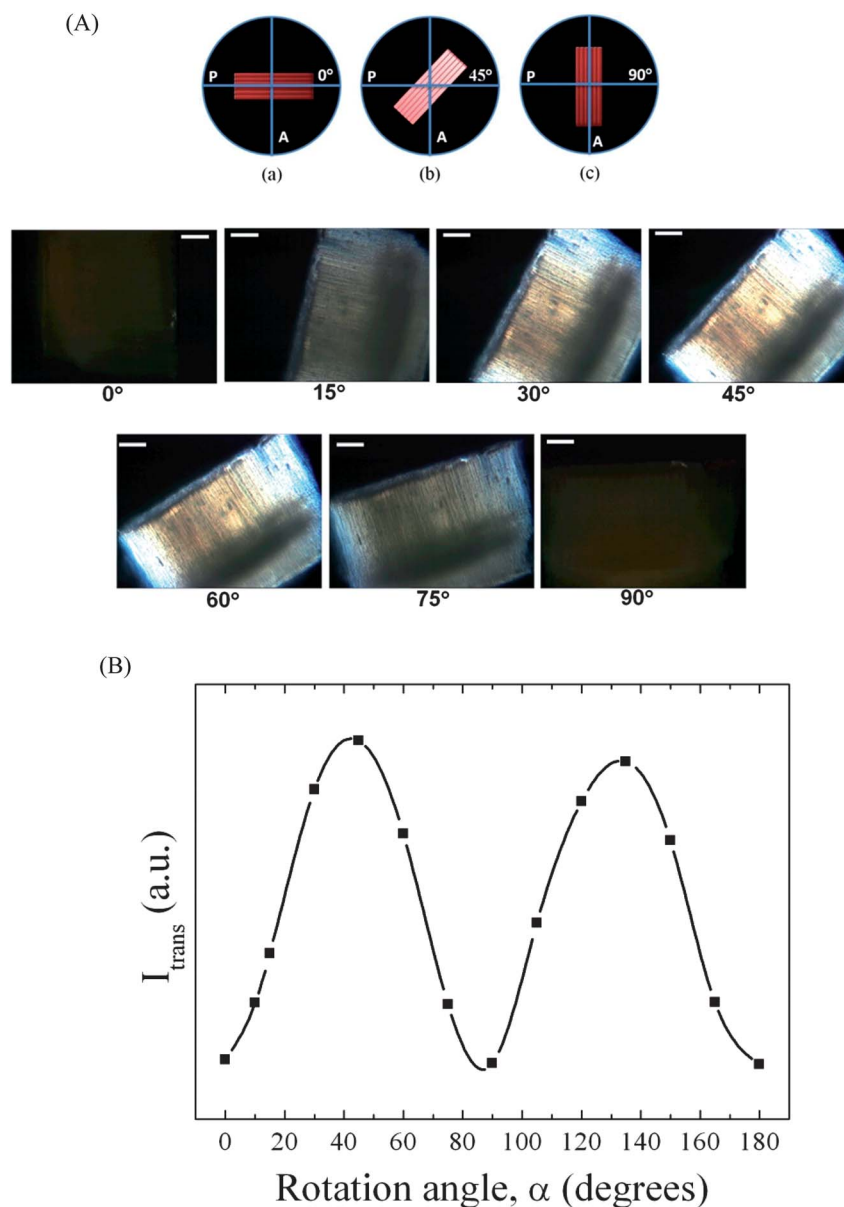 (A)
P 0° A
P 45° A
P 90° A
(a) (b) (c)
0° 15° 30° 45°
60° 75° 90°
(B)
I trans (a.u.)
0 20 40 60 80 100 120 140 160 180
Rotation angle, α (degrees)